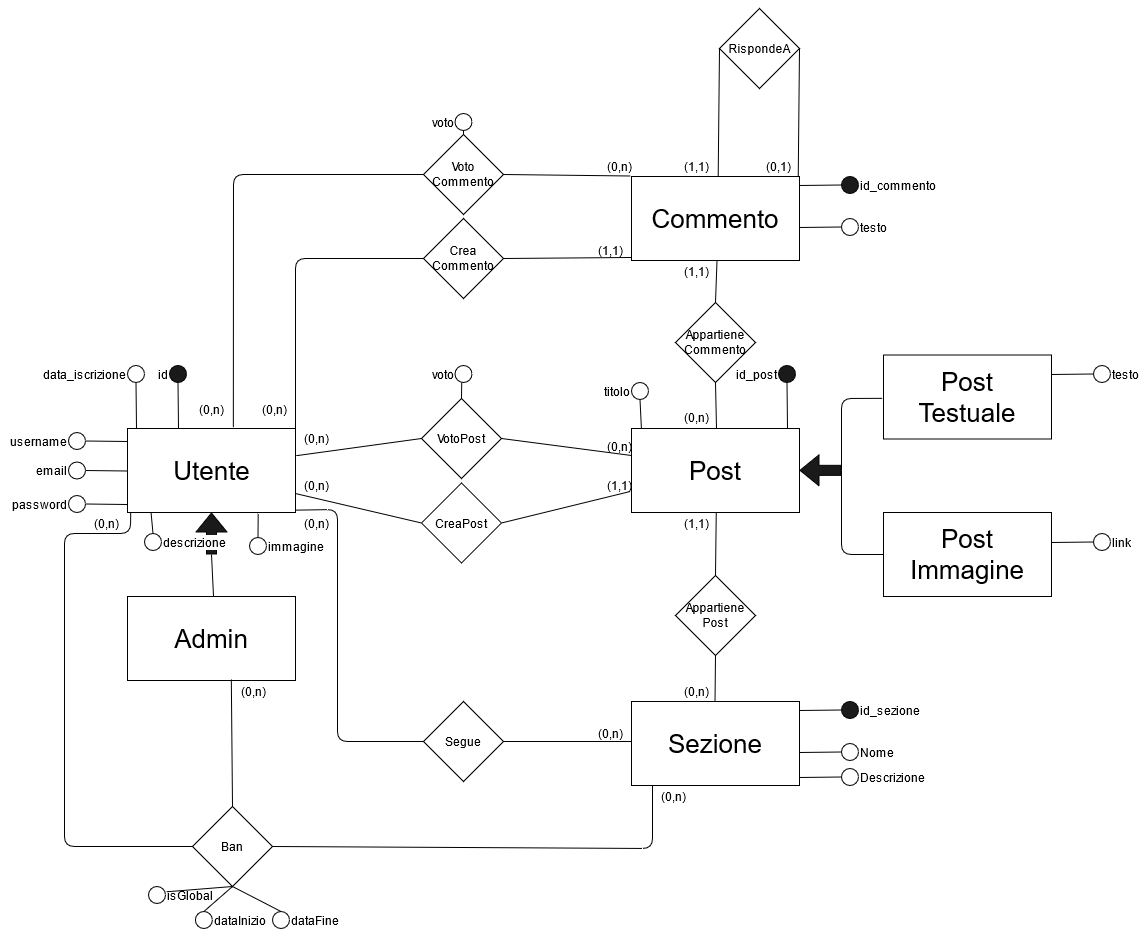 RispondeA
voto
Voto
Commento
(0,n)
(1,1)
(0,1)
id_commento
Commento
testo
Crea
Commento
(1,1)
(1,1)
Appartiene
Commento
data_iscrizione
id
voto
titolo
id_post
Post
Testuale
testo
(0,n)
(0,n)
(0,n)
username
(0,n)
VotoPost
(0,n)
email
Utente
Post
password
(0,n)
(1,1)
(0,n)
(0,n)
CreaPost
(1,1)
descrizione
immagine
Post
Immagine
link
Appartiene
Post
Admin
(0,n)
(0,n)
id_sezione
Segue
(0,n)
Sezione
Nome
Descrizione
(0,n)
Ban
isGlobal
dataInizio
dataFine